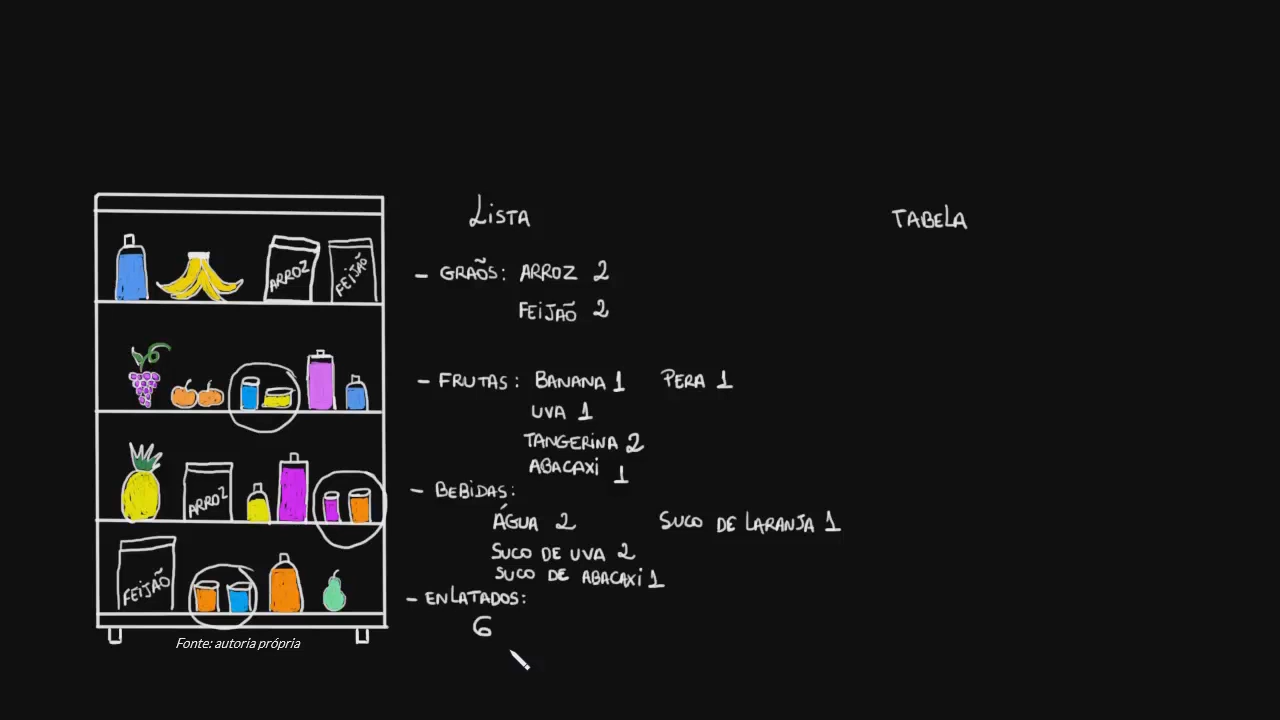 LISTA
TABELA
ARROZ
FEIJÃO
- GRAÕS: ARROZ 2
FEIJÃO 2
- FRUTAS: BANANA 1 PERA 1
UVA 1
TANGERINA 2
ABACAXI 1
- BEBIDAS:
ARROZ
ÁGUA 2 SUCO DE LARANJA 1
SUCO DE UVA 2
SUCO DE ABACAXI 1
FEIJÃO
- ENLATADOS:
6
Fonte: autoria própria